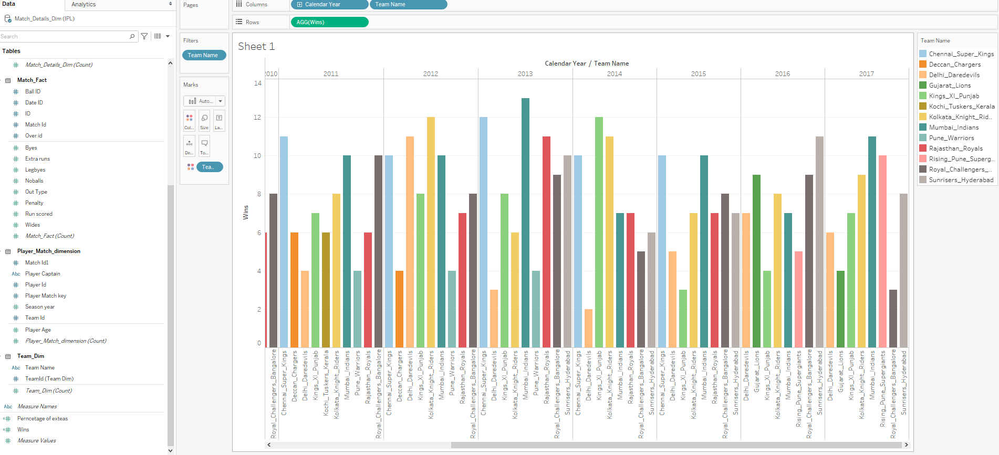 Data
Analytics
Match_Details_Dim (IPL)
Search
Tables
Match_Details_Dim (Count)
Match_Fact
Ball ID
Date ID
ID
Match Id
Over id
Byes
Extra runs
Legbyes
Noballs
Out Type
Penalty
Run scored
Wides
Match_Fact (Count)
Player_Match_dimension
Match Id1
Abc Player Captain
Player Id
Player Match key
Season year
Team Id
Player Age
Player_Match_dimension (Count)
Team_Dim
Abc Team Name
TeamId (Team Dim)
Team_Dim (Count)
Abc Measure Names
Perncetage of exteas
Wins
Measure Values
Pages
Filters
Team Name
Marks
Auto...
Col... Size La...
De... To...
Tea..
Columns
Calendar Year
Team Name
Rows
AGG(Wins)
Sheet 1
Calendar Year / Team Name
2010 2011 2012 2013 2014 2015 2016 2017
14
12
10
8
6
4
2
0
Wins
Royal_Challengers_Bangalore
Chennai_Super_Kings
Deccan_Chargers
Delhi_Daredevils
Kings_XI_Punjab
Kochi_Tuskers_Kerala
Kolkata_Knight_Riders
Mumbai_Indians
Pune_Warriors
Rajasthan_Royals
Royal_Challengers_Bangalore
Chennai_Super_Kings
Deccan_Chargers
Delhi_Daredevils
Kings_XI_Punjab
Kolkata_Knight_Riders
Mumbai_Indians
Pune_Warriors
Rajasthan_Royals
Royal_Challengers_Bangalore
Chennai_Super_Kings
Delhi_Daredevils
Kings_XI_Punjab
Kolkata_Knight_Riders
Mumbai_Indians
Pune_Warriors
Rajasthan_Royals
Royal_Challengers_Bangalore
Sunrisers_Hyderabad
Chennai_Super_Kings
Delhi_Daredevils
Kings_XI_Punjab
Kolkata_Knight_Riders
Mumbai_Indians
Rajasthan_Royals
Royal_Challengers_Bangalore
Sunrisers_Hyderabad
Chennai_Super_Kings
Delhi_Daredevils
Kings_XI_Punjab
Kolkata_Knight_Riders
Mumbai_Indians
Rajasthan_Royals
Royal_Challengers_Bangalore
Sunrisers_Hyderabad
Delhi_Daredevils
Gujarat_Lions
Kings_XI_Punjab
Kolkata_Knight_Riders
Mumbai_Indians
Rising_Pune_Supergiants
Royal_Challengers_Bangalore
Sunrisers_Hyderabad
Delhi_Daredevils
Gujarat_Lions
Kings_XI_Punjab
Kolkata_Knight_Riders
Mumbai_Indians
Rising_Pune_Supergiants
Royal_Challengers_Bangalore
Sunrisers_Hyderabad
Team Name
Chennai_Super_Kings
Deccan_Chargers
Delhi_Daredevils
Gujarat_Lions
Kings_XI_Punjab
Kochi_Tuskers_Kerala
Kolkata_Knight_Rid..
Mumbai_Indians
Pune_Warriors
Rajasthan_Royals
Rising_Pune_Superg..
Royal_Challengers_..
Sunrisers_Hyderabad